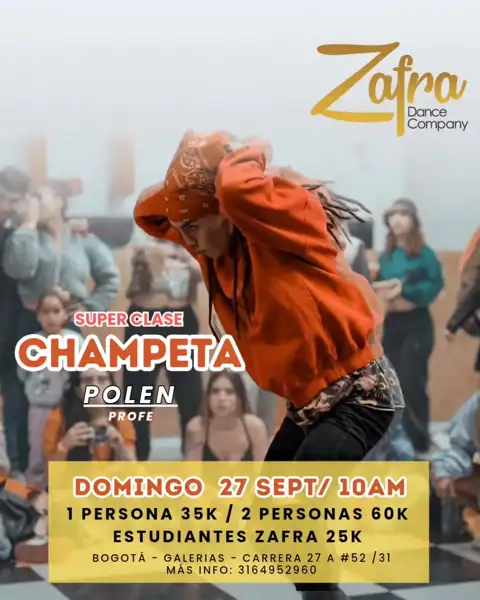 Zafra
Dance
Company
SUPER CLASE
CHAMPETA
POLEN
PROFE
DOMINGO 27 SEPT/ 10AM
1 PERSONA 35K / 2 PERSONAS 60K
ESTUDIANTES ZAFRA 25K
BOGOTÁ - GALERIAS - CARRERA 27 A #52 /31
MÁS INFO: 3164952960